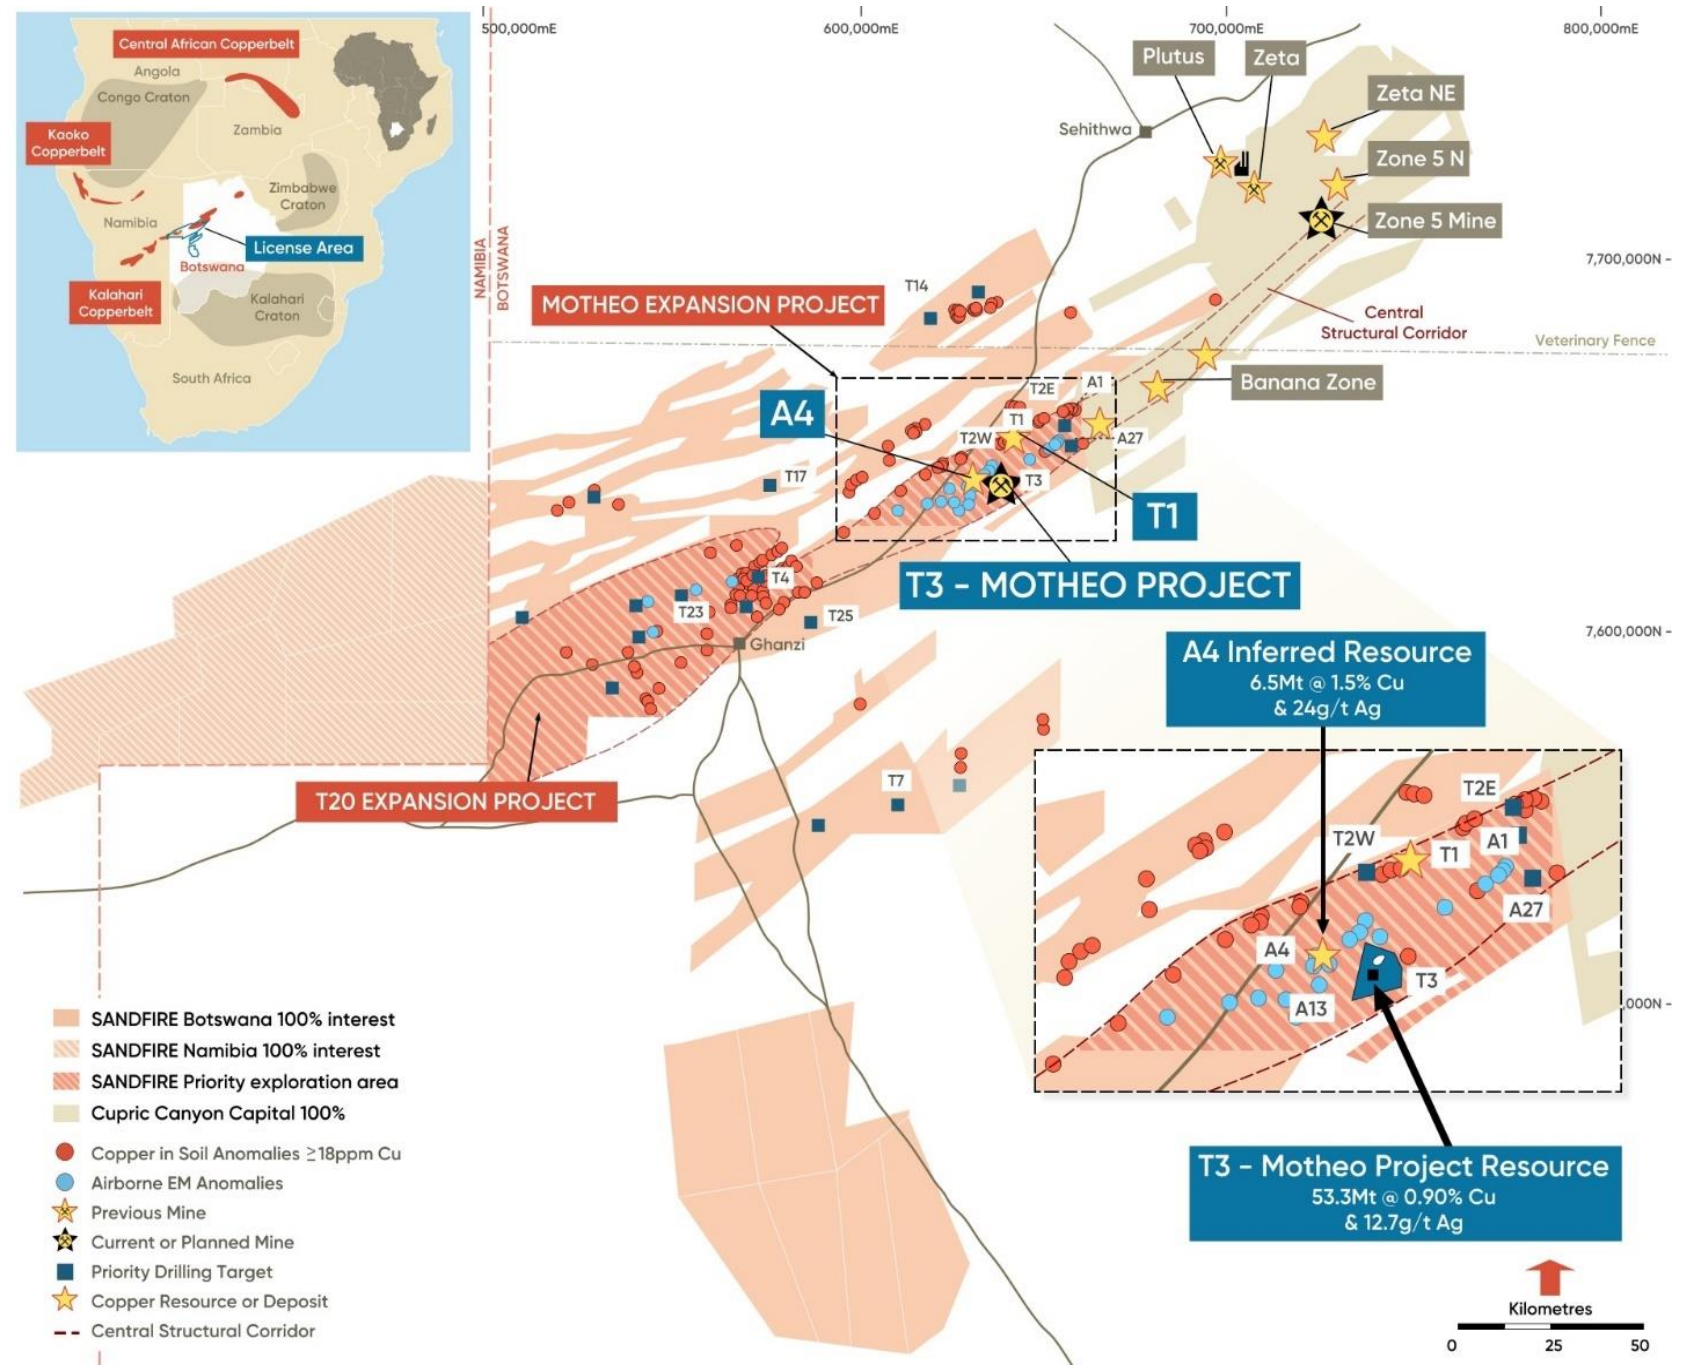 500,000mE
600,000mE
700,000mE
800,000mE
Central African Copperbelt
Angola
Congo Craton
Zambia
Kaoko
Copperbelt
Zimbabwe
Craton
Namibia
License Area
Botswana
Kalahari
Copperbelt
Kalahari
Craton
South Africa
NAMIBIA
BOTSWANA
Plutus
Zeta
Zeta NE
Sehithwa
Zone 5 N
Zone 5 Mine
7,700,000N -
T14
MOTHEO EXPANSION PROJECT
Central
Structural Corridor
Veterinary Fence
Banana Zone
A4
T2E
A1
T1
T2W
A27
T3
T17
T1
T3 - MOTHEO PROJECT
T4
T23
T25
Ghanzi
7,600,000N -
A4 Inferred Resource
6.5Mt @ 1.5% Cu
& 24g/t Ag
T20 EXPANSION PROJECT
T7
T2E
T2W
T1
A1
A27
A4
T3
A13
,000N -
T3 - Motheo Project Resource
53.3Mt @ 0.90% Cu
& 12.7g/t Ag
SANDFIRE Botswana 100% interest
SANDFIRE Namibia 100% interest
SANDFIRE Priority exploration area
Cupric Canyon Capital 100%
Copper in Soil Anomalies ≥18ppm Cu
Airborne EM Anomalies
Previous Mine
Current or Planned Mine
Priority Drilling Target
Copper Resource or Deposit
Central Structural Corridor
Kilometres
0
25
50